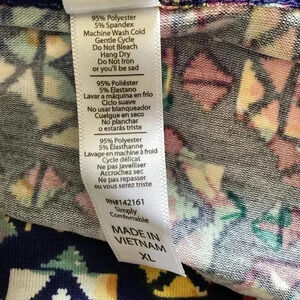 95% Polyester
5% Spandex
Machine Wash Cold
Gentle Cycle
Do Not Bleach
Hang Dry
Do Not Iron
or you'll be sad
95% Poliéster
5% Elastano
Lavar a máquina en frío
Ciclo suave
No usar blanqueador
Cuelgue en seco
No planchar
o estarás triste
95% Polyester
5% Elasthanne
Lavage en machine à froid
Cycle délicat
Ne pas javelliser
Accrochez sec
Ne pas repasser
ou vous serez triste
RN#142161
Simply
Comfortable
MADE IN
VIETNAM
XL